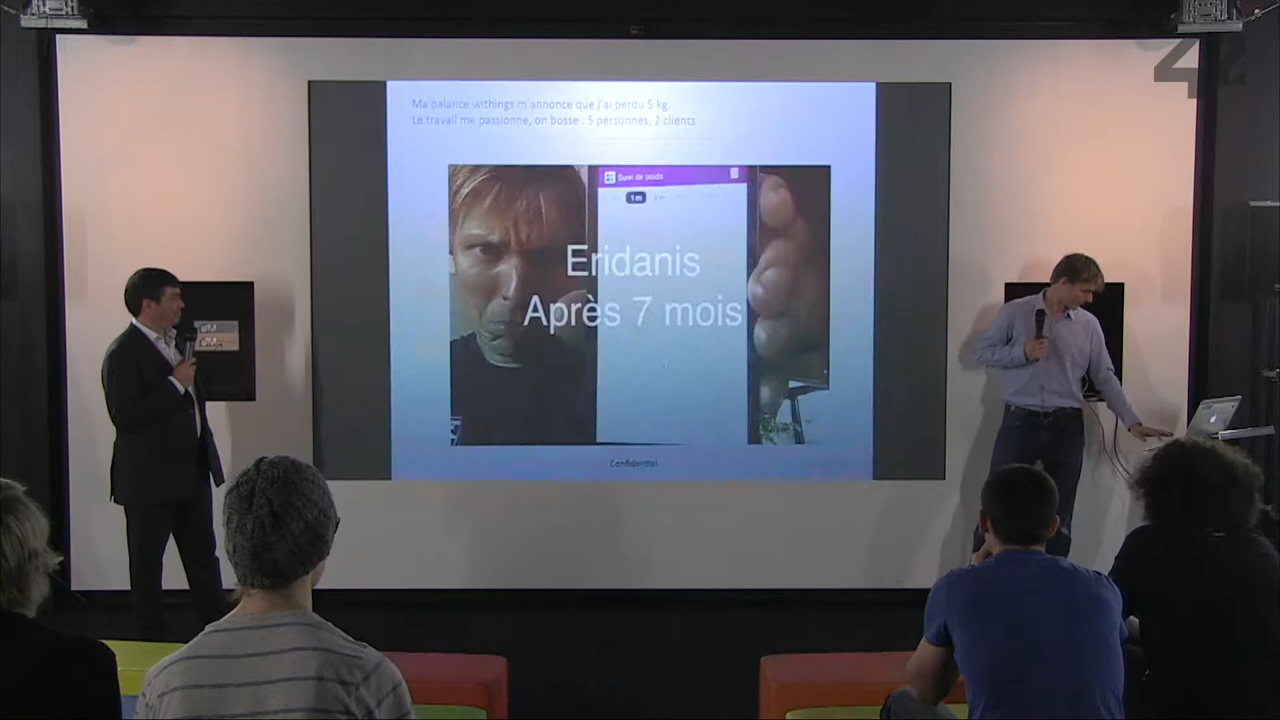 Ma balance withings m'annonce que j'ai perdu 5 kg.
Le travail me passionne, on bosse : 5 personnes, 2 clients
Suivi de poids
1 m
Eridanis
Après 7 mois
Confidentiel